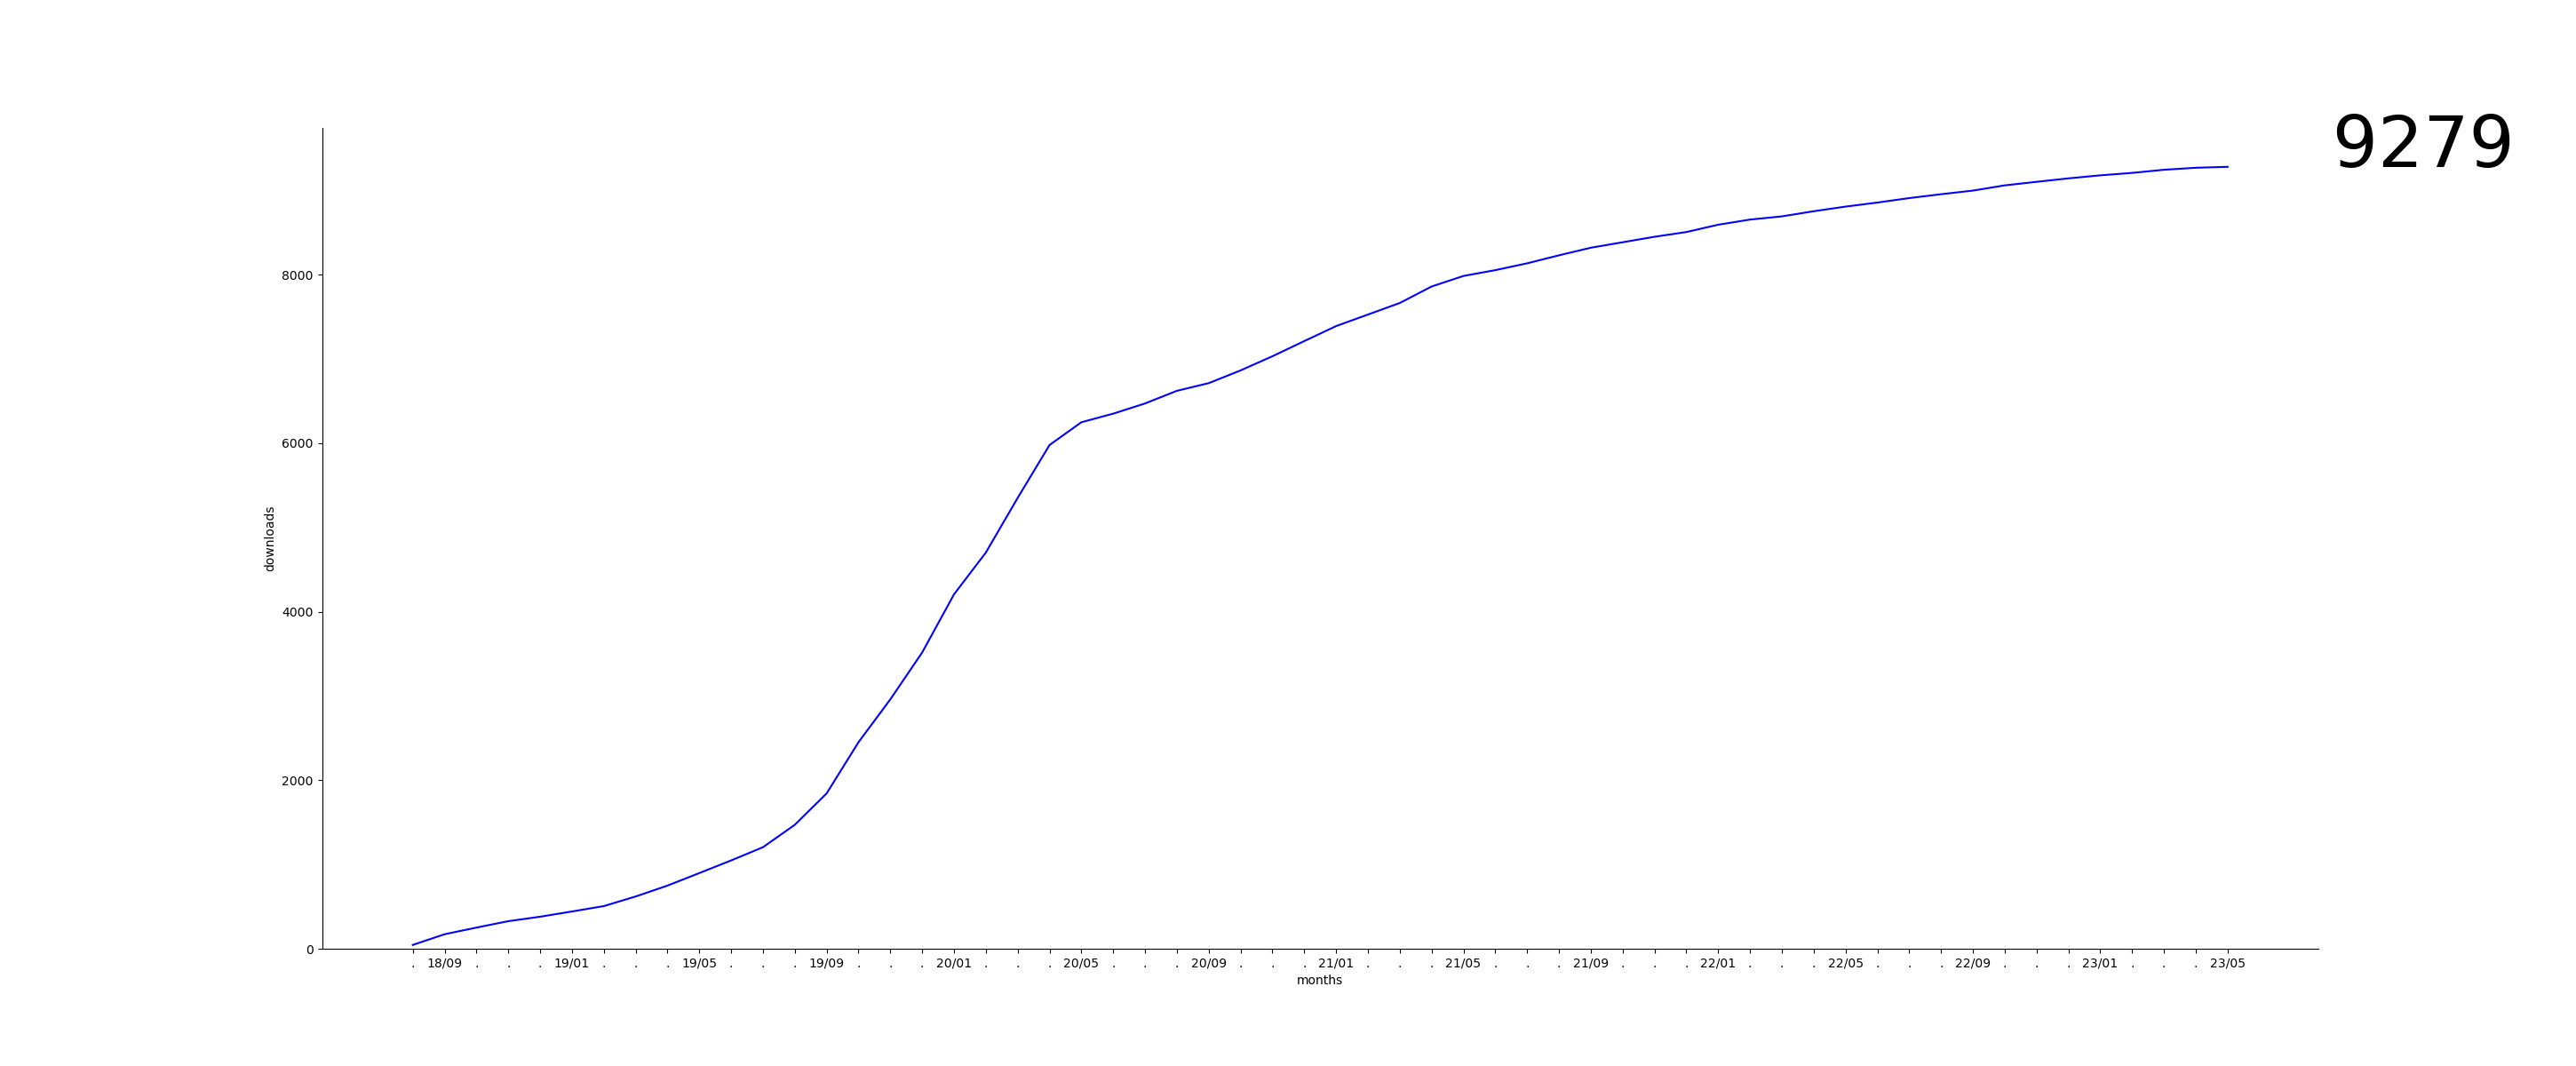 9279
8000
6000
4000
2000
0
downloads
. 18/09 . . . 19/01 . . . 19/05 . . . 19/09 . . . 20/01 . . . 20/05 . . . 20/09 . . . 21/01 . . . 21/05 . . . 21/09 . . . 22/01 . . . 22/05 . . . 22/09 . . . 23/01 . . . 23/05
months